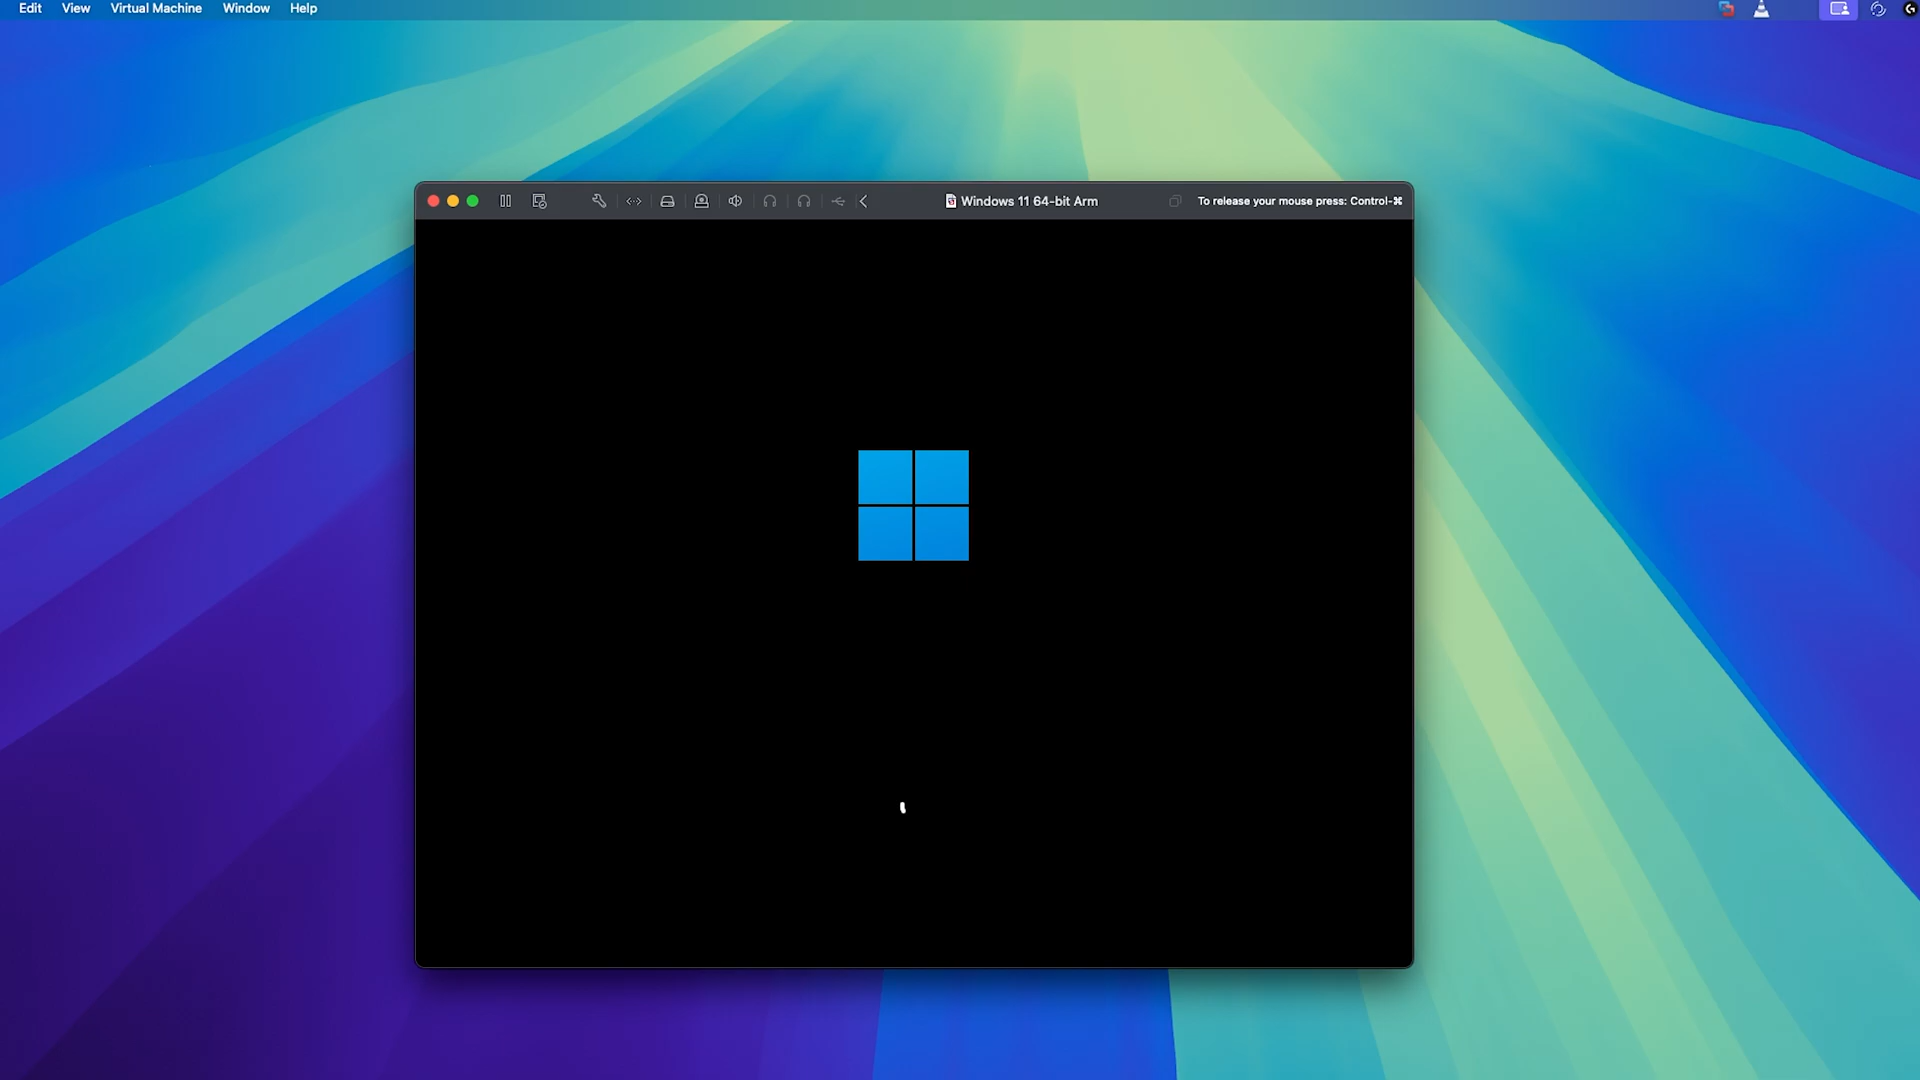 Edit View Virtual Machine Window Help
Windows 11 64-bit Arm To release your mouse press: Control-⌘